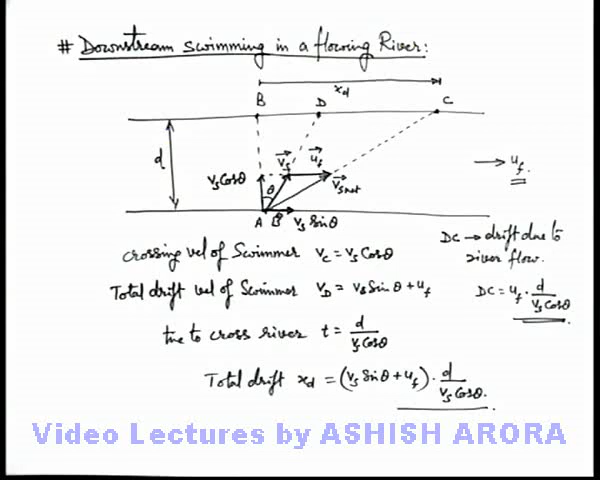 # Downstream Swimming in a flowing River:
x_d
B D C
d
v_s Cosθ θ v_s u_f v_snet → u_f
A v_s Sinθ
crossing vel of Swimmer v_c = v_s Cosθ
DC → drift due to river flow.
Total drift vel of Swimmer v_D = v_s Sinθ + u_f
DC = u_f · d / v_s Cosθ
time to cross river t = d / v_s Cosθ
Total drift x_d = (v_s Sinθ + u_f) · d / v_s Cosθ.
Video Lectures by ASHISH ARORA